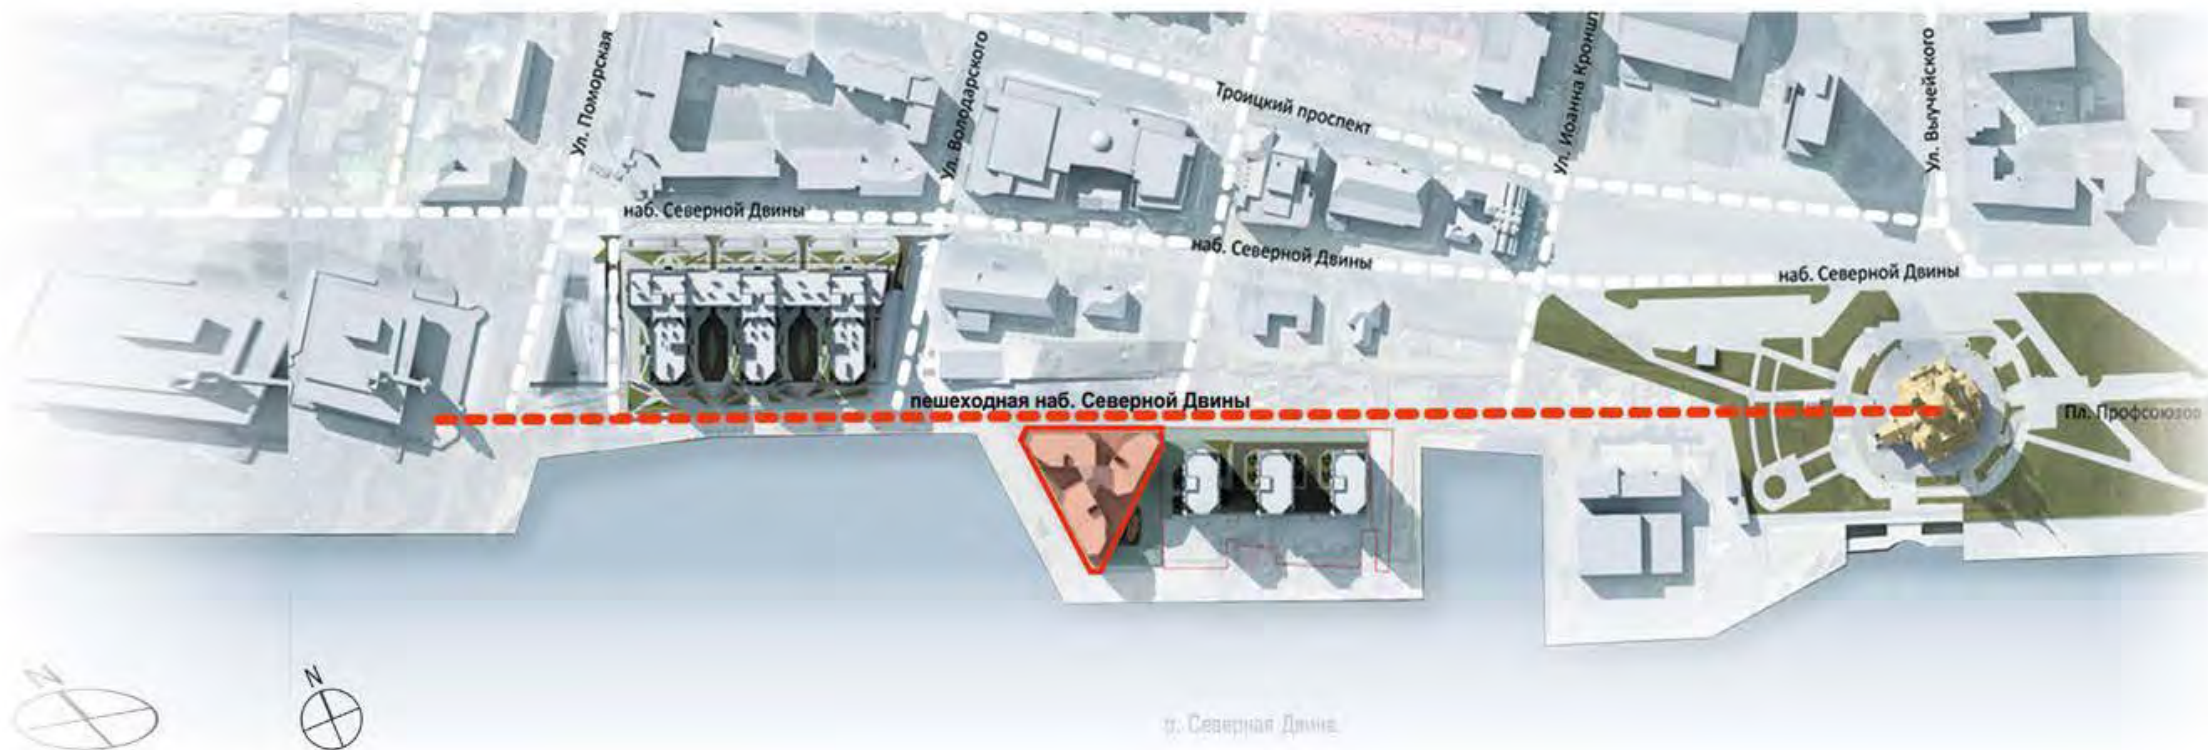 Ул. Поморская
Ул. Володарского
Троицкий проспект
Ул. Иоанна Кроншт
Ул. Выучейского
наб. Северной Двины
наб. Северной Двины
наб. Северной Двины
пешеходная наб. Северной Двины
Пл. Профсоюзов
N
N
р. Северная Двина